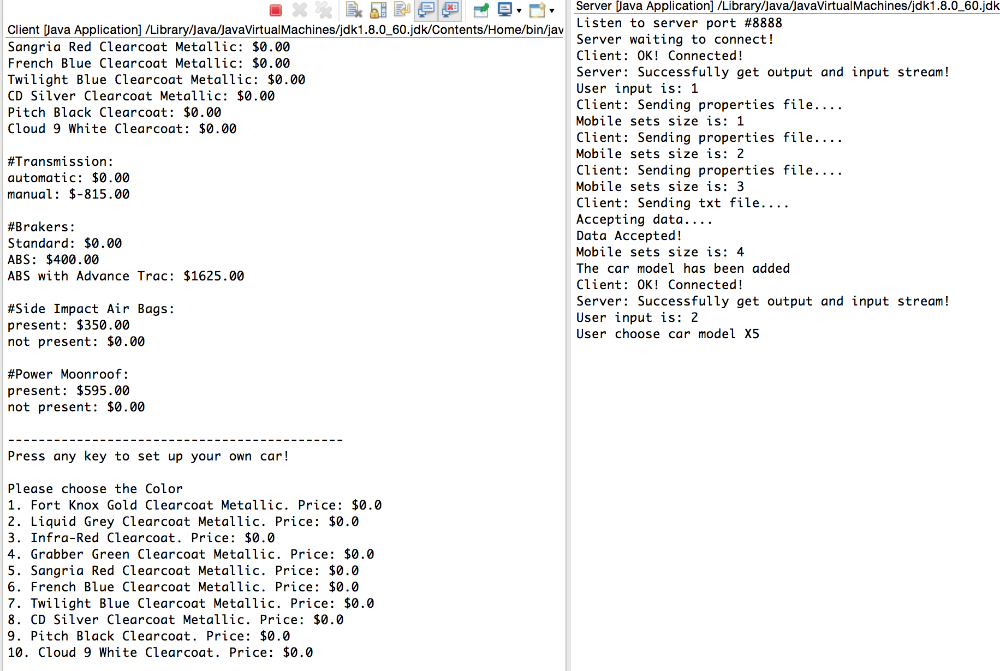 Client [Java Application] /Library/Java/JavaVirtualMachines/jdk1.8.0_60.jdk/Contents/Home/bin/jav
Sangria Red Clearcoat Metallic: $0.00
French Blue Clearcoat Metallic: $0.00
Twilight Blue Clearcoat Metallic: $0.00
CD Silver Clearcoat Metallic: $0.00
Pitch Black Clearcoat: $0.00
Cloud 9 White Clearcoat: $0.00
#Transmission:
automatic: $0.00
manual: $-815.00
#Brakers:
Standard: $0.00
ABS: $400.00
ABS with Advance Trac: $1625.00
#Side Impact Air Bags:
present: $350.00
not present: $0.00
#Power Moonroof:
present: $595.00
not present: $0.00
--------------------------------------------
Press any key to set up your own car!
Please choose the Color
1. Fort Knox Gold Clearcoat Metallic. Price: $0.0
2. Liquid Grey Clearcoat Metallic. Price: $0.0
3. Infra-Red Clearcoat. Price: $0.0
4. Grabber Green Clearcoat Metallic. Price: $0.0
5. Sangria Red Clearcoat Metallic. Price: $0.0
6. French Blue Clearcoat Metallic. Price: $0.0
7. Twilight Blue Clearcoat Metallic. Price: $0.0
8. CD Silver Clearcoat Metallic. Price: $0.0
9. Pitch Black Clearcoat. Price: $0.0
10. Cloud 9 White Clearcoat. Price: $0.0
Server [Java Application] /Library/Java/JavaVirtualMachines/jdk1.8.0_60.jdk
Listen to server port #8888
Server waiting to connect!
Client: OK! Connected!
Server: Successfully get output and input stream!
User input is: 1
Client: Sending properties file....
Mobile sets size is: 1
Client: Sending properties file....
Mobile sets size is: 2
Client: Sending properties file....
Mobile sets size is: 3
Client: Sending txt file....
Accepting data....
Data Accepted!
Mobile sets size is: 4
The car model has been added
Client: OK! Connected!
Server: Successfully get output and input stream!
User input is: 2
User choose car model X5